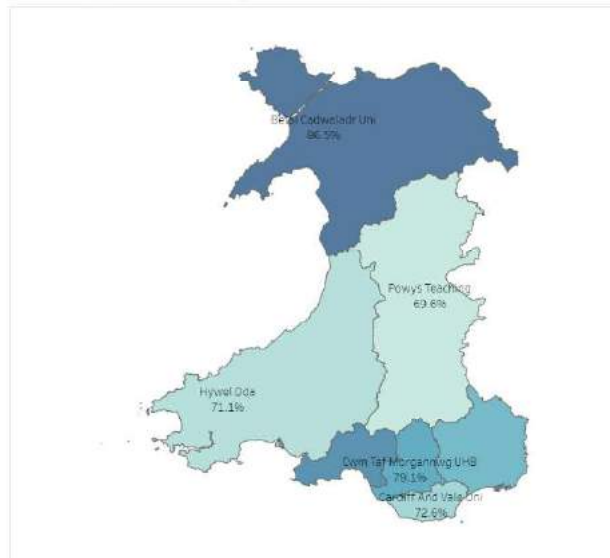 Betsi Cadwaladr Uni
86.5%
Powys Teaching
69.6%
Hywel Dda
71.1%
Cwm Taf Morgannwg UHB
79.1%
Cardiff And Vale Uni
72.6%